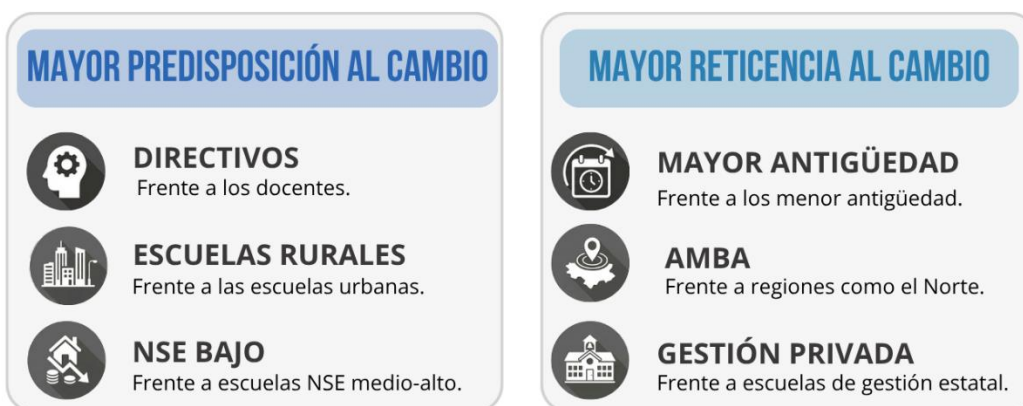 MAYOR PREDISPOSICIÓN AL CAMBIO
DIRECTIVOS
Frente a los docentes.
ESCUELAS RURALES
Frente a las escuelas urbanas.
NSE BAJO
Frente a escuelas NSE medio-alto.
MAYOR RETICENCIA AL CAMBIO
MAYOR ANTIGÜEDAD
Frente a los menor antigüedad.
AMBA
Frente a regiones como el Norte.
GESTIÓN PRIVADA
Frente a escuelas de gestión estatal.